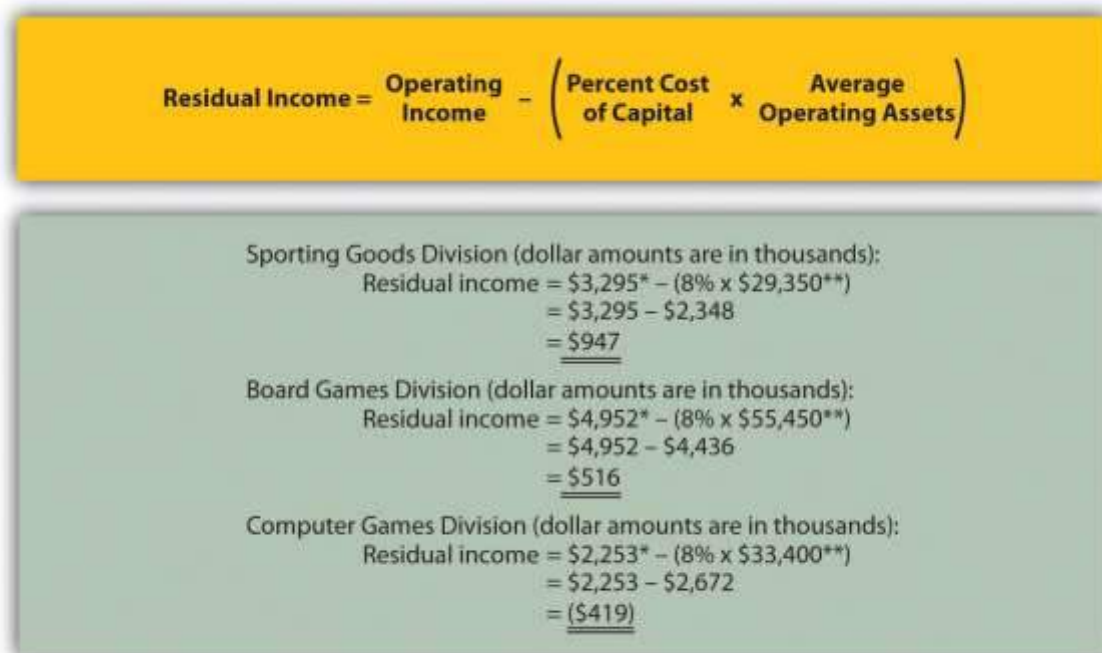 Residual Income = Operating Income – (Percent Cost of Capital x Average Operating Assets)
Sporting Goods Division (dollar amounts are in thousands):
Residual income = $3,295* – (8% x $29,350**)
= $3,295 – $2,348
= $947
Board Games Division (dollar amounts are in thousands):
Residual income = $4,952* – (8% x $55,450**)
= $4,952 – $4,436
= $516
Computer Games Division (dollar amounts are in thousands):
Residual income = $2,253* – (8% x $33,400**)
= $2,253 – $2,672
= ($419)